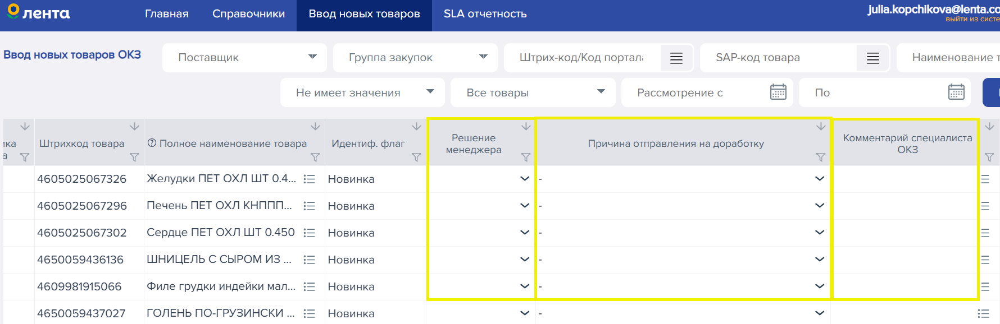 лента
Главная
Справочники
Ввод новых товаров
SLA отчетность
julia.kopchikova@lenta.co
выйти из систе
Ввод новых товаров ОКЗ
Поставщик
Группа закупок
Штрих-код/Код портала
SAP-код товара
Наименование т
Не имеет значения
Все товары
Рассмотрение с
По
Штрихкод товара
Полное наименование товара
Идентиф. флаг
Решение
менеджера
Причина отправления на доработку
Комментарий специалиста
ОКЗ
4605025067326 Желудки ПЕТ ОХЛ ШТ 0.4... Новинка -
4605025067296 Печень ПЕТ ОХЛ КНППП... Новинка -
4605025067302 Сердце ПЕТ ОХЛ ШТ 0.450 Новинка -
4650059436136 ШНИЦЕЛЬ С СЫРОМ ИЗ ... Новинка -
4609981915066 Филе грудки индейки мал... Новинка -
4650059437027 ГОЛЕНЬ ПО-ГРУЗИНСКИ ... Новинка -